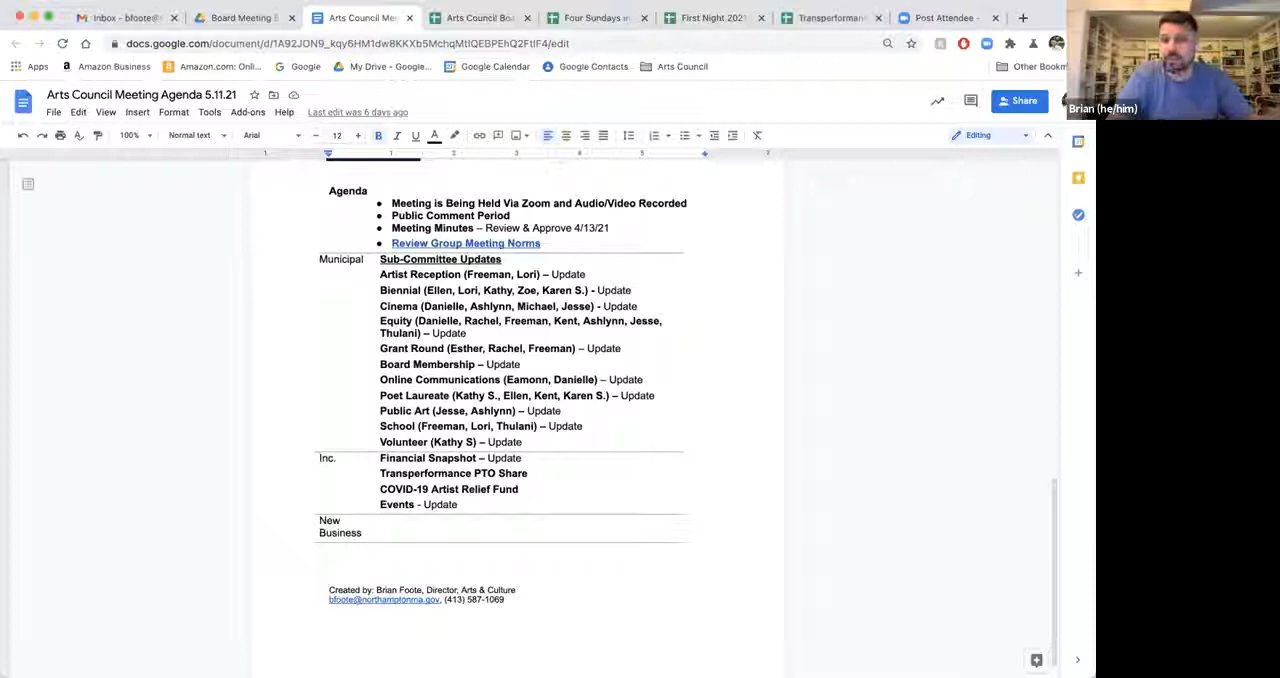 Inbox - bfoote@
Board Meeting
Arts Council Mee
Arts Council Boa
Four Sundays in
First Night 2021
Transperformanc
Post Attendee -
docs.google.com/document/d/1A92JON9_kqy6HM1dw8KKXb5MchqMtIQEBPEhQ2FtlF4/edit
Apps
Amazon Business
Amazon.com: Onli...
Google
My Drive - Google...
Google Calendar
Google Contacts
Arts Council
Other Bookm
Brian (he/him)
Arts Council Meeting Agenda 5.11.21
File Edit View Insert Format Tools Add-ons Help Last edit was 6 days ago
Share
100% Normal text Arial 12 B I U A Editing
1 1 2 3 4 5 7
Agenda
• Meeting is Being Held Via Zoom and Audio/Video Recorded
• Public Comment Period
• Meeting Minutes – Review & Approve 4/13/21
• Review Group Meeting Norms
Municipal Sub-Committee Updates
Artist Reception (Freeman, Lori) – Update
Biennial (Ellen, Lori, Kathy, Zoe, Karen S.) - Update
Cinema (Danielle, Ashlynn, Michael, Jesse) - Update
Equity (Danielle, Rachel, Freeman, Kent, Ashlynn, Jesse,
Thulani) – Update
Grant Round (Esther, Rachel, Freeman) – Update
Board Membership – Update
Online Communications (Eamonn, Danielle) – Update
Poet Laureate (Kathy S., Ellen, Kent, Karen S.) – Update
Public Art (Jesse, Ashlynn) – Update
School (Freeman, Lori, Thulani) – Update
Volunteer (Kathy S) – Update
Inc. Financial Snapshot – Update
Transperformance PTO Share
COVID-19 Artist Relief Fund
Events - Update
New
Business
Created by: Brian Foote, Director, Arts & Culture
bfoote@northamptonma.gov, (413) 587-1069